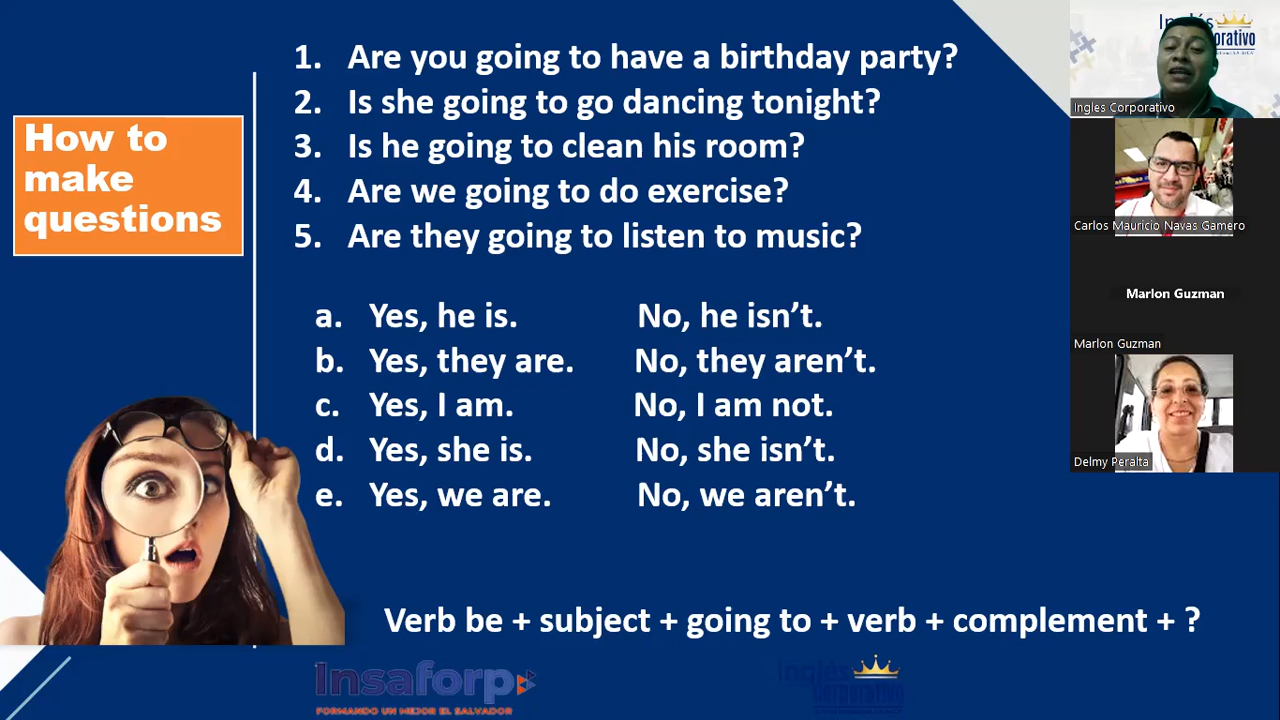 How to
make
questions
1. Are you going to have a birthday party?
2. Is she going to go dancing tonight?
3. Is he going to clean his room?
4. Are we going to do exercise?
5. Are they going to listen to music?
a. Yes, he is. No, he isn’t.
b. Yes, they are. No, they aren’t.
c. Yes, I am. No, I am not.
d. Yes, she is. No, she isn’t.
e. Yes, we are. No, we aren’t.
Verb be + subject + going to + verb + complement + ?
Insaforp
FORMANDO UN MEJOR EL SALVADOR
Inglés
Corporativo
Ingles Corporativo
Carlos Mauricio Navas Gamero
Marlon Guzman
Marlon Guzman
Delmy Peralta